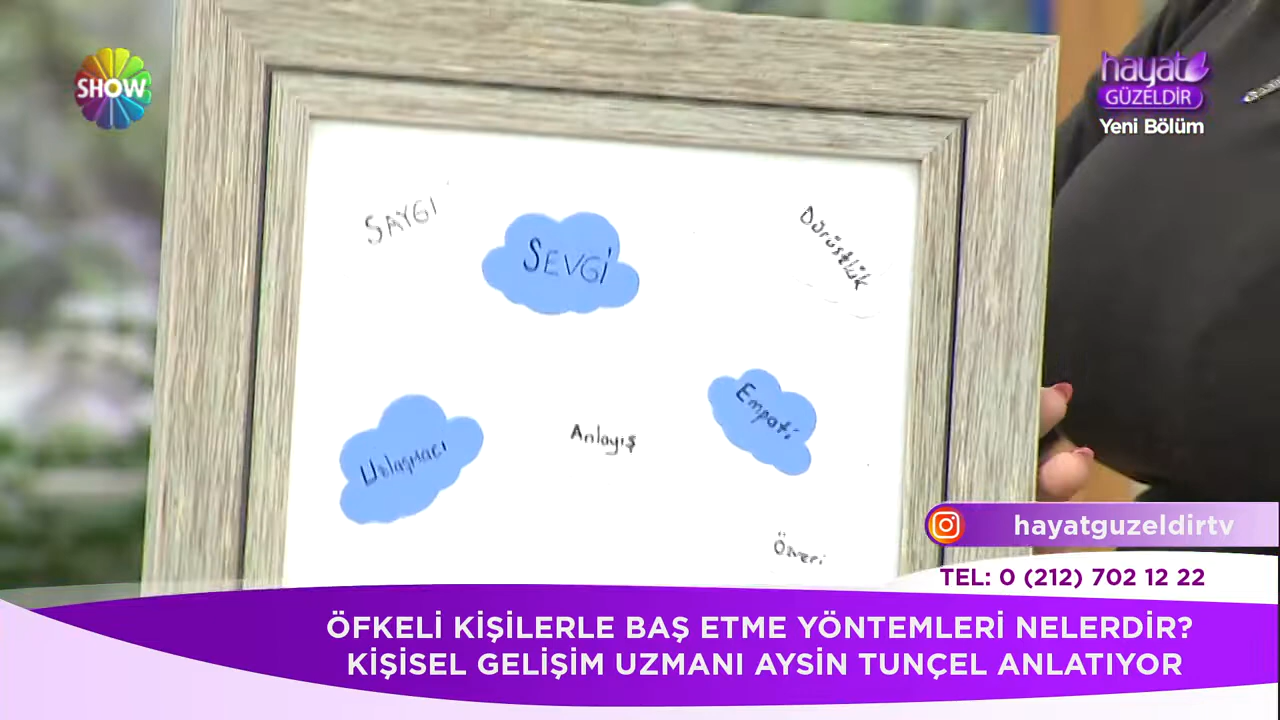 SHOW
hayat
GÜZELDİR
Yeni Bölüm
SAYGI
SEVGİ
Dürüstlük
Uzlaşmacı
Anlayış
Empati
Özveri
hayatguzeldirtv
TEL: 0 (212) 702 12 22
ÖFKELİ KİŞİLERLE BAŞ ETME YÖNTEMLERİ NELERDİR?
KİŞİSEL GELİŞİM UZMANI AYSİN TUNÇEL ANLATIYOR